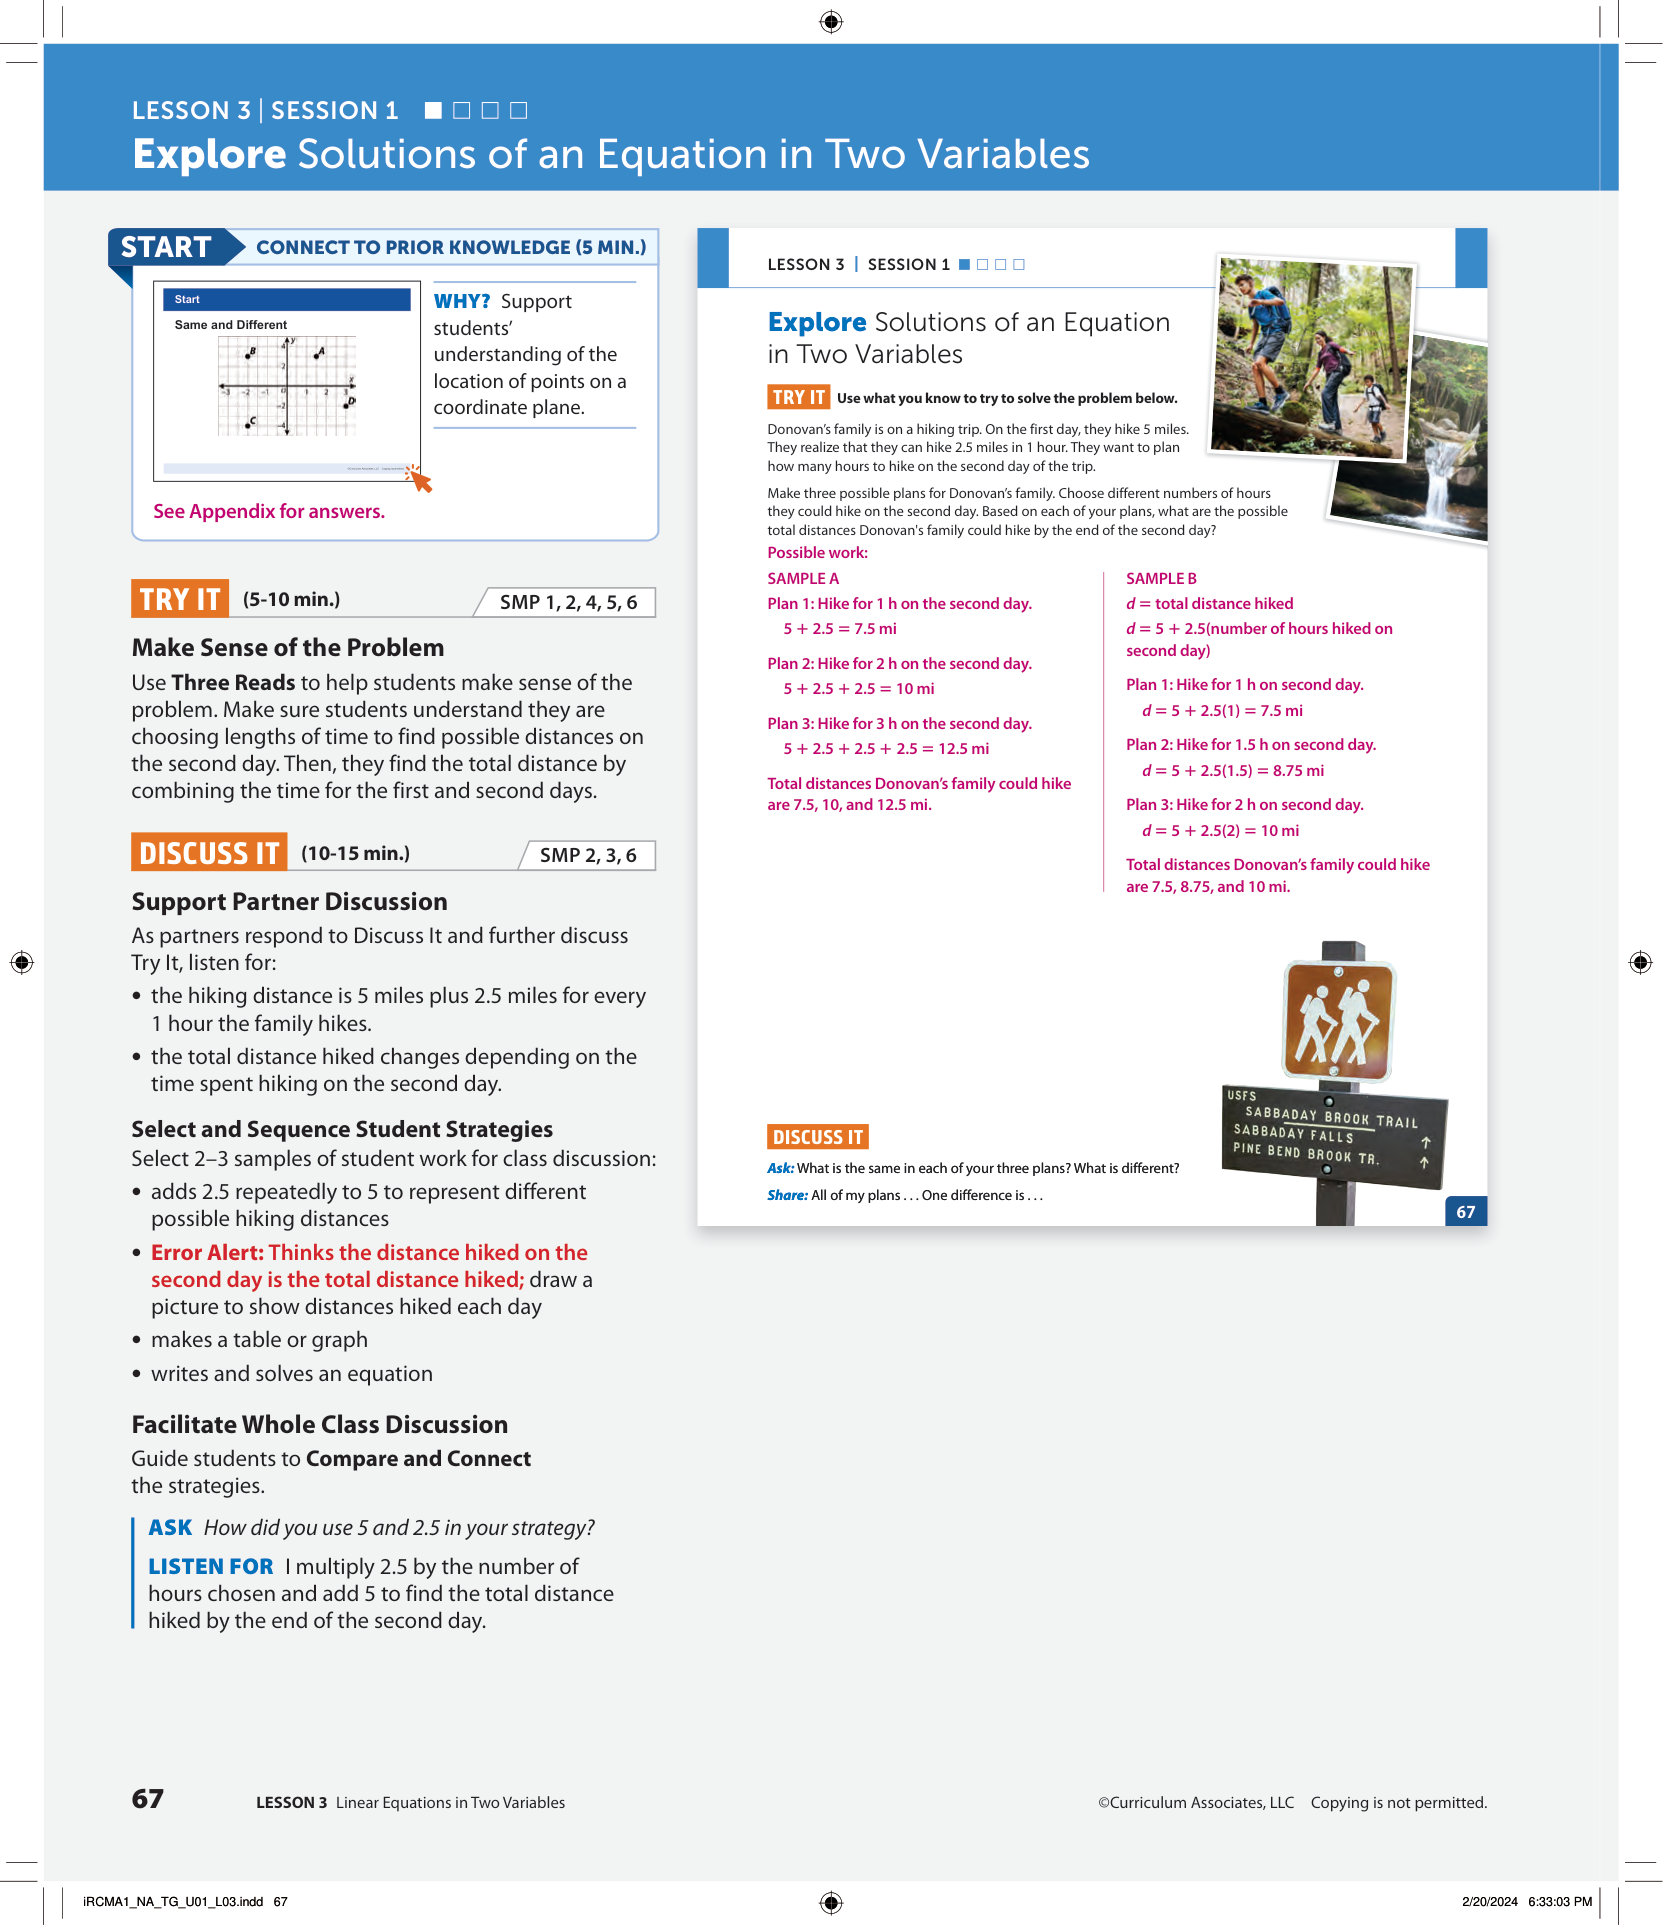 LESSON 3 | SESSION 1
Explore Solutions of an Equation in Two Variables
START
CONNECT TO PRIOR KNOWLEDGE (5 MIN.)
Start
Same and Different
B
A
C
D
y
x
4
2
-3 -2 -1 0 1 2 3
-2
-4
WHY? Support
students’
understanding of the
location of points on a
coordinate plane.
See Appendix for answers.
TRY IT (5-10 min.)
SMP 1, 2, 4, 5, 6
Make Sense of the Problem
Use Three Reads to help students make sense of the
problem. Make sure students understand they are
choosing lengths of time to find possible distances on
the second day. Then, they find the total distance by
combining the time for the first and second days.
DISCUSS IT (10-15 min.)
SMP 2, 3, 6
Support Partner Discussion
As partners respond to Discuss It and further discuss
Try It, listen for:
• the hiking distance is 5 miles plus 2.5 miles for every
1 hour the family hikes.
• the total distance hiked changes depending on the
time spent hiking on the second day.
Select and Sequence Student Strategies
Select 2–3 samples of student work for class discussion:
• adds 2.5 repeatedly to 5 to represent different
possible hiking distances
• Error Alert: Thinks the distance hiked on the
second day is the total distance hiked; draw a
picture to show distances hiked each day
• makes a table or graph
• writes and solves an equation
Facilitate Whole Class Discussion
Guide students to Compare and Connect
the strategies.
ASK How did you use 5 and 2.5 in your strategy?
LISTEN FOR I multiply 2.5 by the number of
hours chosen and add 5 to find the total distance
hiked by the end of the second day.
LESSON 3 | SESSION 1
Explore Solutions of an Equation
in Two Variables
TRY IT Use what you know to try to solve the problem below.
Donovan’s family is on a hiking trip. On the first day, they hike 5 miles.
They realize that they can hike 2.5 miles in 1 hour. They want to plan
how many hours to hike on the second day of the trip.
Make three possible plans for Donovan’s family. Choose different numbers of hours
they could hike on the second day. Based on each of your plans, what are the possible
total distances Donovan's family could hike by the end of the second day?
Possible work:
SAMPLE A
Plan 1: Hike for 1 h on the second day.
5 + 2.5 = 7.5 mi
Plan 2: Hike for 2 h on the second day.
5 + 2.5 + 2.5 = 10 mi
Plan 3: Hike for 3 h on the second day.
5 + 2.5 + 2.5 + 2.5 = 12.5 mi
Total distances Donovan’s family could hike
are 7.5, 10, and 12.5 mi.
SAMPLE B
d = total distance hiked
d = 5 + 2.5(number of hours hiked on
second day)
Plan 1: Hike for 1 h on second day.
d = 5 + 2.5(1) = 7.5 mi
Plan 2: Hike for 1.5 h on second day.
d = 5 + 2.5(1.5) = 8.75 mi
Plan 3: Hike for 2 h on second day.
d = 5 + 2.5(2) = 10 mi
Total distances Donovan’s family could hike
are 7.5, 8.75, and 10 mi.
USFS
SABBADAY BROOK TRAIL
SABBADAY FALLS ↑
PINE BEND BROOK TR. ↑
DISCUSS IT
Ask: What is the same in each of your three plans? What is different?
Share: All of my plans . . . One difference is . . .
67
67
LESSON 3 Linear Equations in Two Variables
©Curriculum Associates, LLC Copying is not permitted.
iRCMA1_NA_TG_U01_L03.indd 67
2/20/2024 6:33:03 PM